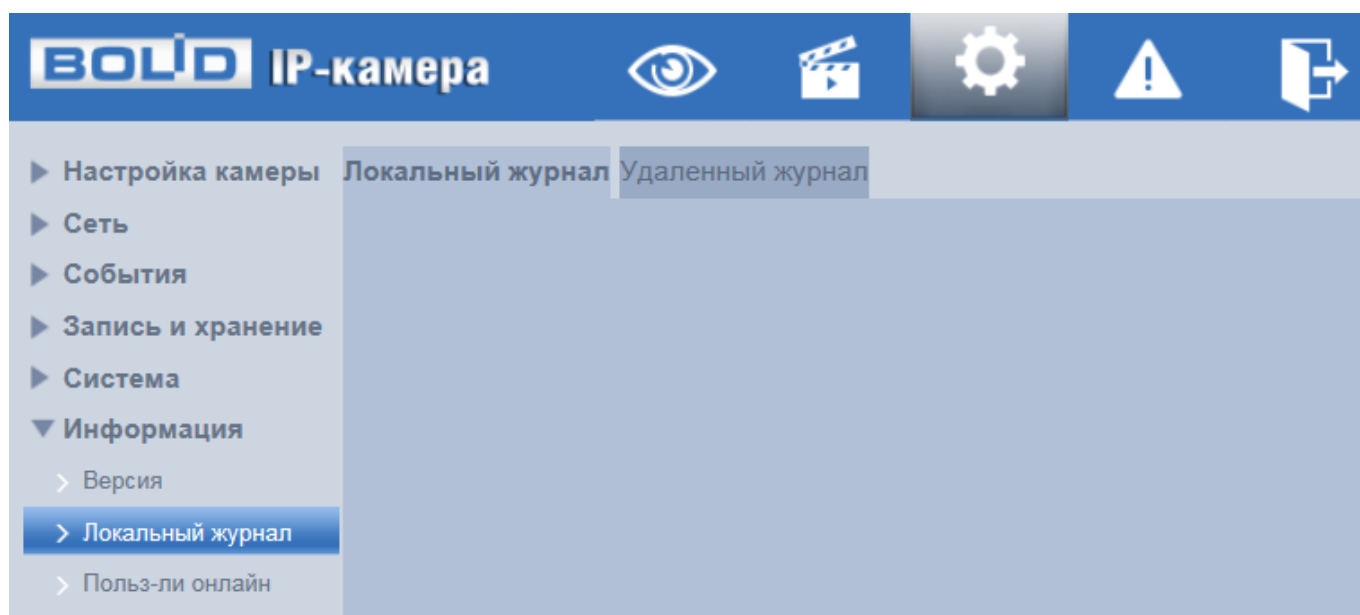 BOLID IP-камера
Настройка камеры
Локальный журнал Удаленный журнал
Сеть
События
Запись и хранение
Система
Информация
Версия
Локальный журнал
Польз-ли онлайн